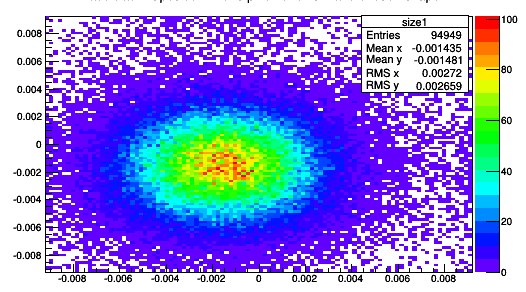 size1
Entries 94949
Mean x -0.001435
Mean y -0.001481
RMS x 0.00272
RMS y 0.002659
0.008
0.006
0.004
0.002
0
-0.002
-0.004
-0.006
-0.008
100
80
60
40
20
0
-0.008 -0.006 -0.004 -0.002 0 0.002 0.004 0.006 0.008